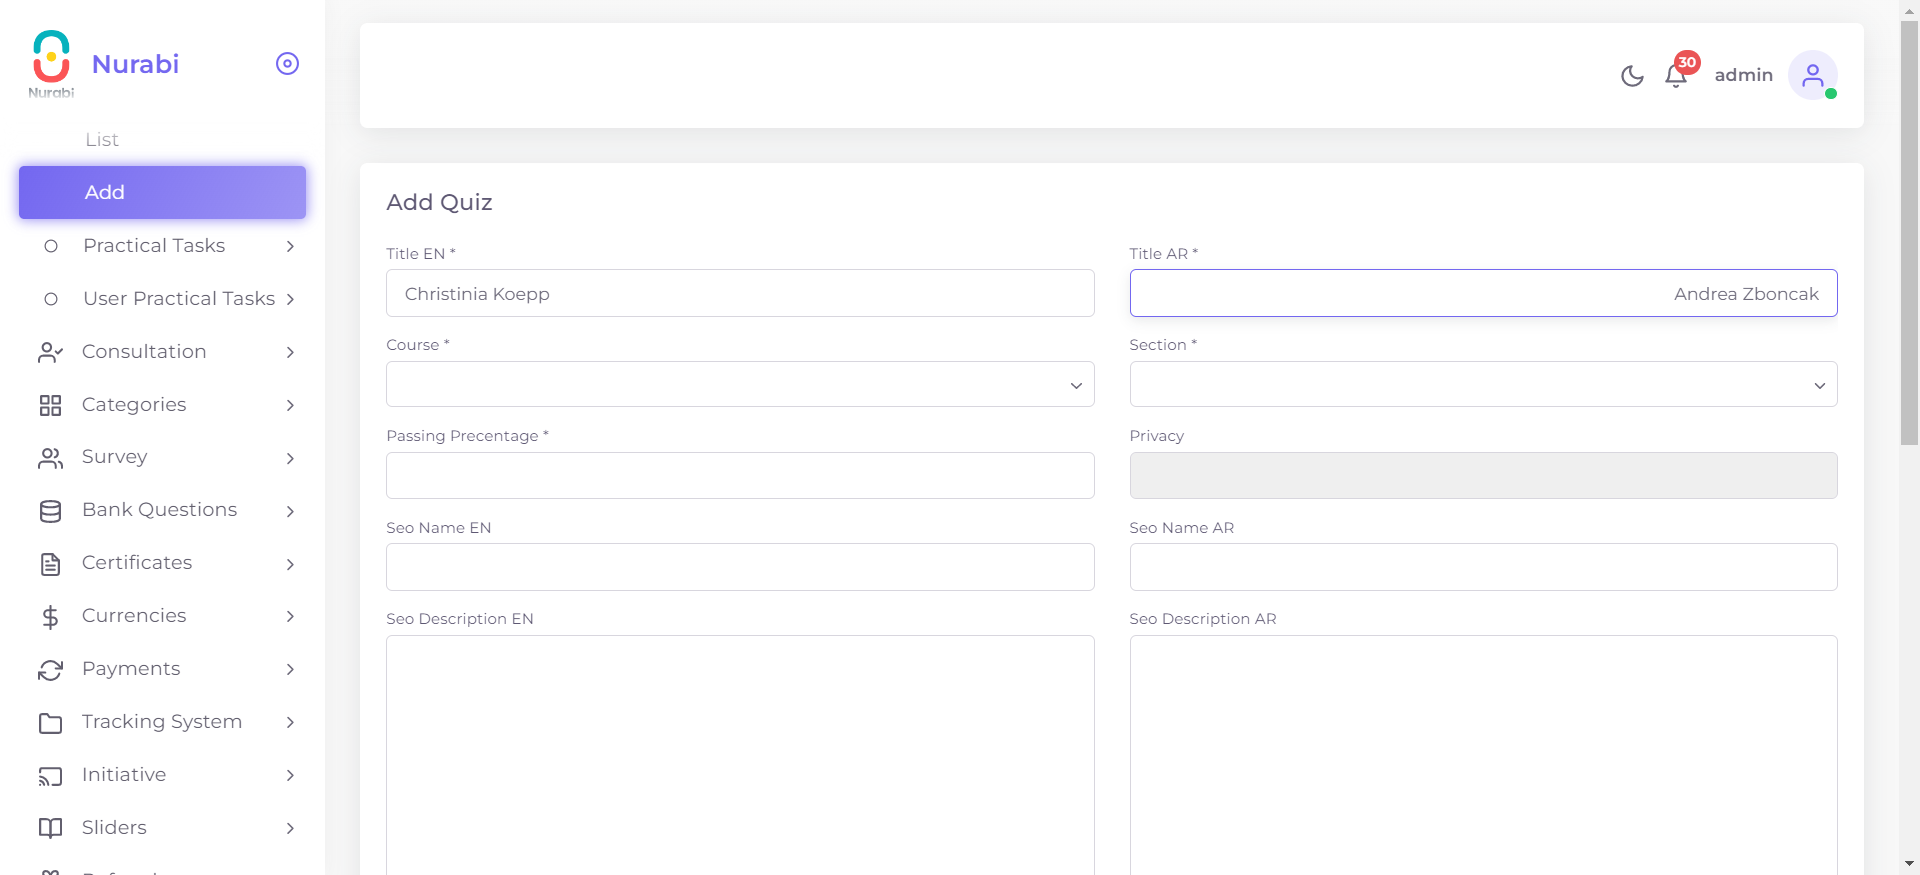 Nurabi
Nurabi
List
Add
Practical Tasks
User Practical Tasks
Consultation
Categories
Survey
Bank Questions
Certificates
Currencies
Payments
Tracking System
Initiative
Sliders
30
admin
Add Quiz
Title EN *
Christinia Koepp
Title AR *
Andrea Zboncak
Course *
Section *
Passing Precentage *
Privacy
Seo Name EN
Seo Name AR
Seo Description EN
Seo Description AR